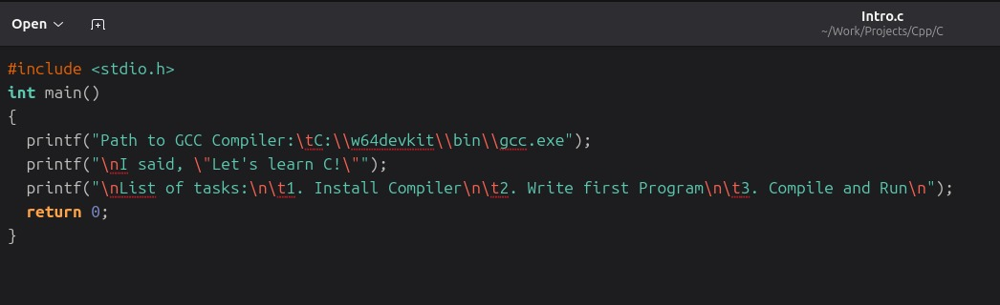 Open
Intro.c
~/Work/Projects/Cpp/C
#include <stdio.h>
int main()
{
  printf("Path to GCC Compiler:\tC:\\w64devkit\\bin\\gcc.exe");
  printf("\nI said, \"Let's learn C!\"");
  printf("\nList of tasks:\n\t1. Install Compiler\n\t2. Write first Program\n\t3. Compile and Run\n");
  return 0;
}